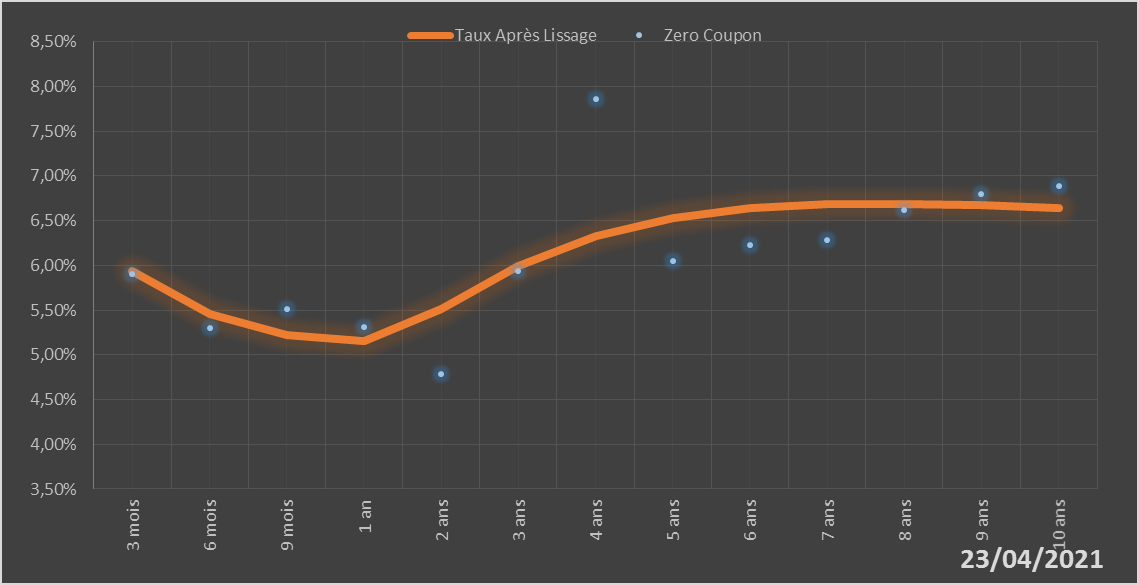 Taux Après Lissage Zero Coupon
8,50%
8,00%
7,50%
7,00%
6,50%
6,00%
5,50%
5,00%
4,50%
4,00%
3,50%
3 mois
6 mois
9 mois
1 an
2 ans
3 ans
4 ans
5 ans
6 ans
7 ans
8 ans
9 ans
10 ans
23/04/2021